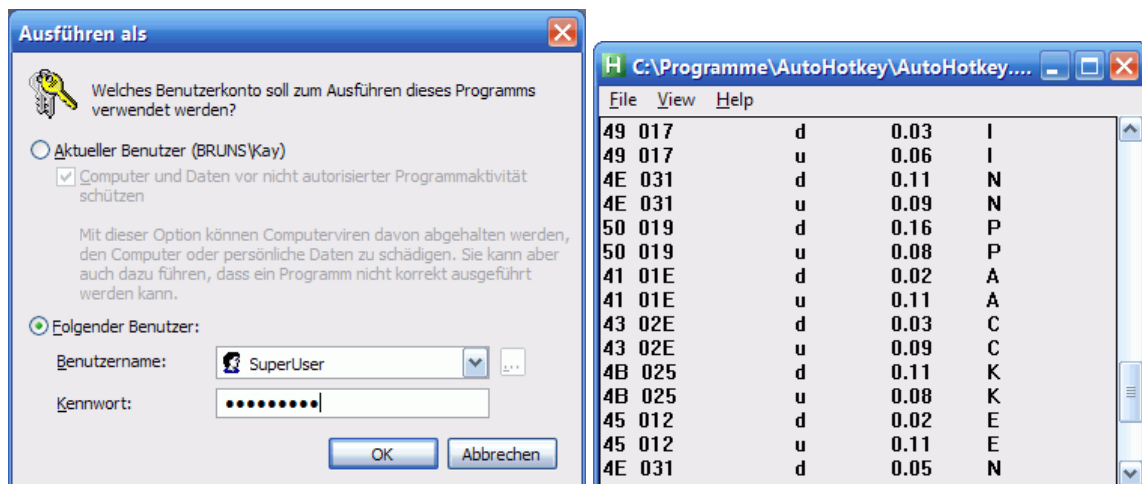 Ausführen als
Welches Benutzerkonto soll zum Ausführen dieses Programms
verwendet werden?
Aktueller Benutzer (BRUNS\Kay)
Computer und Daten vor nicht autorisierter Programmaktivität
schützen
Mit dieser Option können Computerviren davon abgehalten werden,
den Computer oder persönliche Daten zu schädigen. Sie kann aber
auch dazu führen, dass ein Programm nicht korrekt ausgeführt
werden kann.
Folgender Benutzer:
Benutzername: SuperUser ...
Kennwort: •••••••••
OK Abbrechen
H C:\Programme\AutoHotkey\AutoHotkey....
File View Help
49 017 d 0.03 I
49 017 u 0.06 I
4E 031 d 0.11 N
4E 031 u 0.09 N
50 019 d 0.16 P
50 019 u 0.08 P
41 01E d 0.02 A
41 01E u 0.11 A
43 02E d 0.03 C
43 02E u 0.09 C
4B 025 d 0.11 K
4B 025 u 0.08 K
45 012 d 0.02 E
45 012 u 0.11 E
4E 031 d 0.05 N